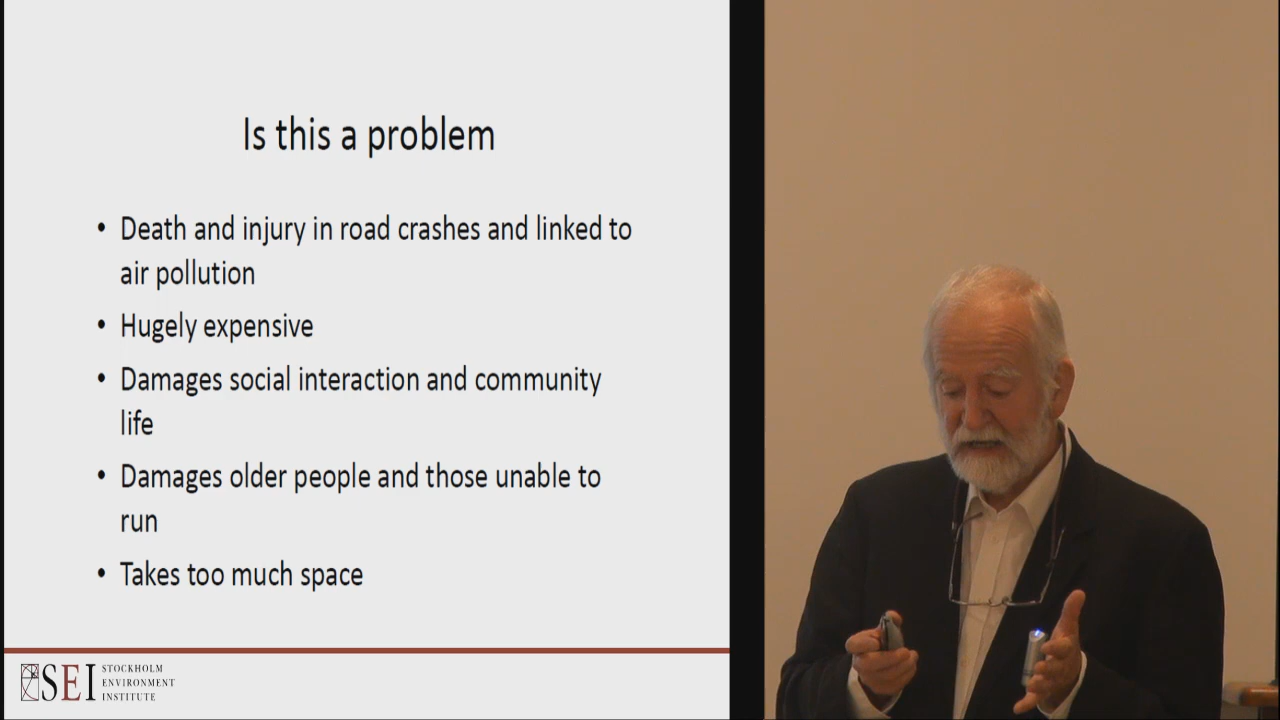 Is this a problem
• Death and injury in road crashes and linked to
air pollution
• Hugely expensive
• Damages social interaction and community
life
• Damages older people and those unable to
run
• Takes too much space
SEI STOCKHOLM
ENVIRONMENT
INSTITUTE